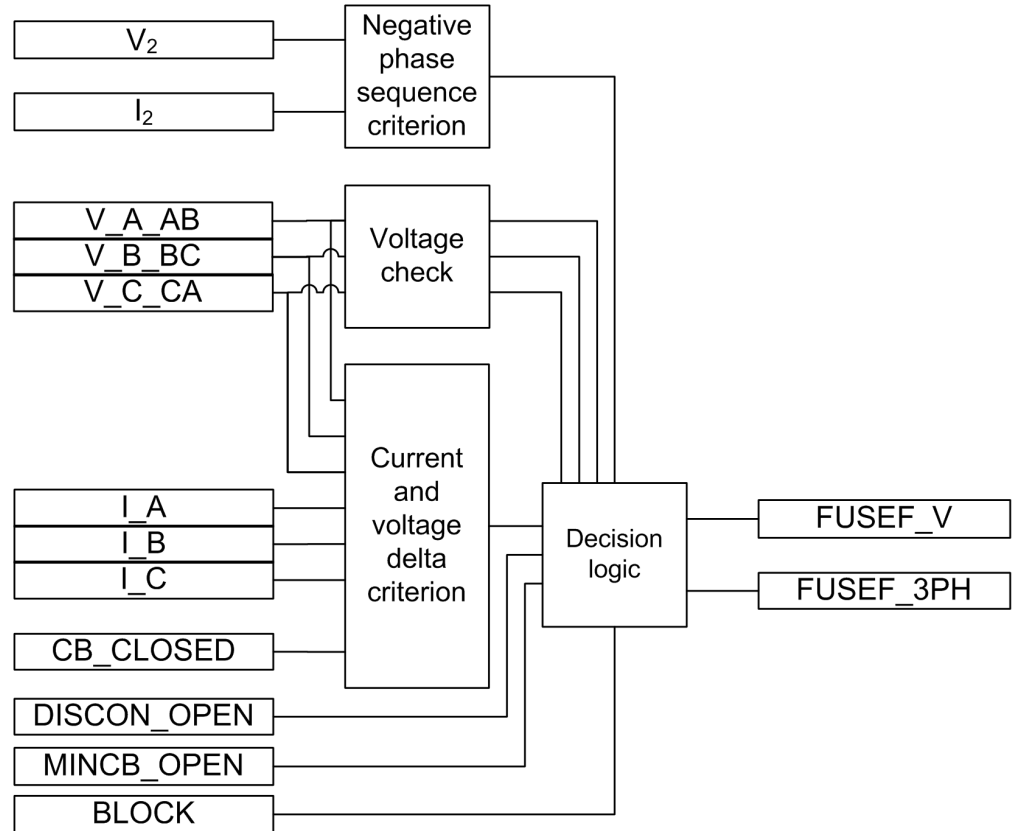 V₂
I₂
Negative
phase
sequence
criterion
V_A_AB
V_B_BC
V_C_CA
Voltage
check
I_A
I_B
I_C
CB_CLOSED
Current
and
voltage
delta
criterion
DISCON_OPEN
MINCB_OPEN
BLOCK
Decision
logic
FUSEF_V
FUSEF_3PH